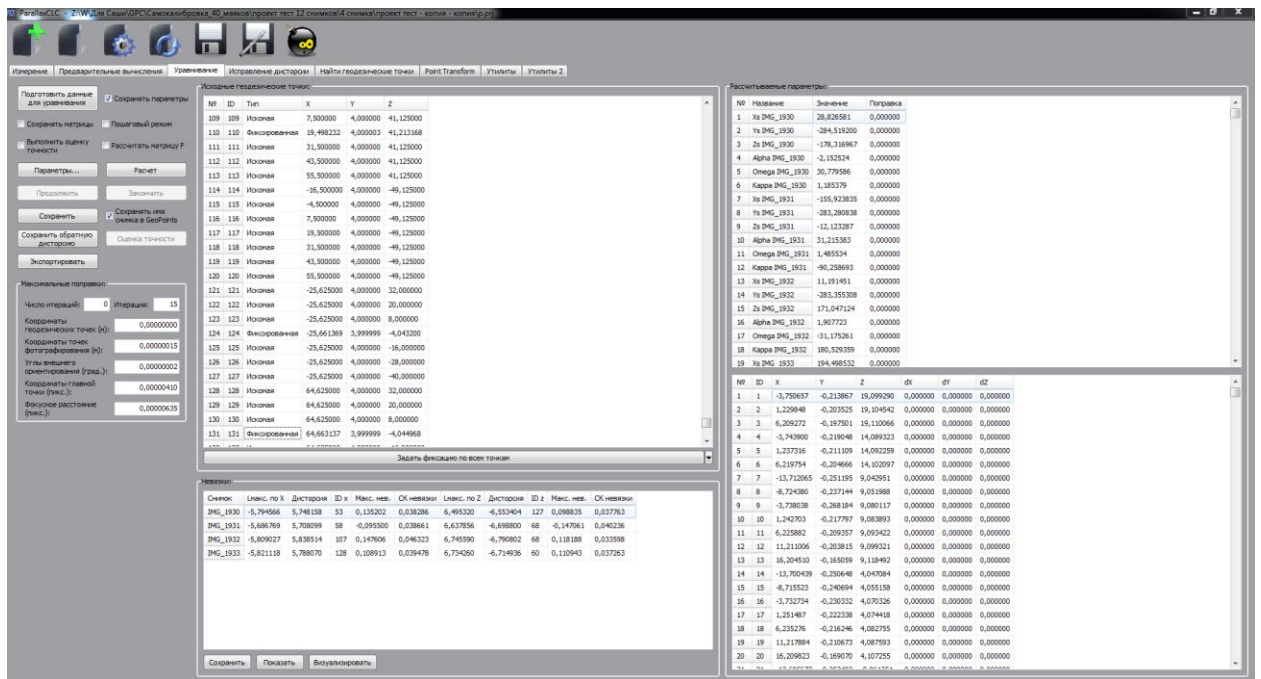 ParallaxCLC - Z:\W\Для Саши\GPC\Самокалибровка_40_маяков\проект тест 12 снимков\4 снимка\проект тест - копия - копия\p.prj
Измерение Предварительные вычисления Уравнивание Исправление дисторсии Найти геодезические точки Point Transform Утилиты Утилиты 2
Подготовить данные для уравнивания
Сохранять параметры
Сохранять матрицы
Пошаговый режим
Выполнить оценку точности
Рассчитать матрицу F
Параметры...
Расчет
Продолжить
Закончить
Сохранить
Сохранять имя снимка в GeoPoints
Сохранить обратную дисторсию
Оценка точности
Экспортировать
Максимальные поправки:
Число итераций: 0 Итерация: 15
Координаты геодезических точек (м): 0,00000000
Координаты точек фотографирования (м): 0,00000015
Углы внешнего ориентирования (град.): 0,00000002
Координаты главной точки (пикс.): 0,00000410
Фокусное расстояние (пикс.): 0,00000635
Исходные геодезические точки:
№ ID Тип X Y Z
109 109 Искомая 7,500000 4,000000 41,125000
110 110 Фиксированная 19,498232 4,000003 41,213168
111 111 Искомая 31,500000 4,000000 41,125000
112 112 Искомая 43,500000 4,000000 41,125000
113 113 Искомая 55,500000 4,000000 41,125000
114 114 Искомая -16,500000 4,000000 -49,125000
115 115 Искомая -4,500000 4,000000 -49,125000
116 116 Искомая 7,500000 4,000000 -49,125000
117 117 Искомая 19,500000 4,000000 -49,125000
118 118 Искомая 31,500000 4,000000 -49,125000
119 119 Искомая 43,500000 4,000000 -49,125000
120 120 Искомая 55,500000 4,000000 -49,125000
121 121 Искомая -25,625000 4,000000 32,000000
122 122 Искомая -25,625000 4,000000 20,000000
123 123 Искомая -25,625000 4,000000 8,000000
124 124 Фиксированная -25,661369 3,999999 -4,043200
125 125 Искомая -25,625000 4,000000 -16,000000
126 126 Искомая -25,625000 4,000000 -28,000000
127 127 Искомая -25,625000 4,000000 -40,000000
128 128 Искомая 64,625000 4,000000 32,000000
129 129 Искомая 64,625000 4,000000 20,000000
130 130 Искомая 64,625000 4,000000 8,000000
131 131 Фиксированная 64,663137 3,999999 -4,044968
Задать фиксацию по всем точкам
Невязки:
Снимок Lмакс. по X Дисторсия ID x Макс. нев. СК невязки Lмакс. по Z Дисторсия ID z Макс. нев. СК невязки
IMG_1930 -5,794566 5,748158 53 0,135202 0,038286 6,495320 -6,553404 127 0,098835 0,037763
IMG_1931 -5,686769 5,708099 58 -0,095500 0,038661 6,637856 -6,698800 68 -0,147061 0,040236
IMG_1932 -5,809027 5,838514 107 0,147606 0,046323 6,745590 -6,790802 68 0,118188 0,033598
IMG_1933 -5,821118 5,788070 128 0,108913 0,039478 6,734260 -6,714936 60 0,110943 0,037263
Сохранить Показать Визуализировать
Рассчитываемые параметры:
№ Название Значение Поправка
1 Xs IMG_1930 28,826581 0,000000
2 Ys IMG_1930 -284,519200 0,000000
3 Zs IMG_1930 -178,316967 0,000000
4 Alpha IMG_1930 -2,152524 0,000000
5 Omega IMG_1930 30,779586 0,000000
6 Kappa IMG_1930 1,185379 0,000000
7 Xs IMG_1931 -155,923835 0,000000
8 Ys IMG_1931 -283,280838 0,000000
9 Zs IMG_1931 -12,123287 0,000000
10 Alpha IMG_1931 31,215383 0,000000
11 Omega IMG_1931 1,485534 0,000000
12 Kappa IMG_1931 -90,258693 0,000000
13 Xs IMG_1932 11,191451 0,000000
14 Ys IMG_1932 -283,355308 0,000000
15 Zs IMG_1932 171,047124 0,000000
16 Alpha IMG_1932 1,907723 0,000000
17 Omega IMG_1932 -31,175261 0,000000
18 Kappa IMG_1932 180,529359 0,000000
19 Xs IMG_1933 194,498532 0,000000
№ ID X Y Z dX dY dZ
1 1 -3,750657 -0,213867 19,099290 0,000000 0,000000 0,000000
2 2 1,229848 -0,203525 19,104542 0,000000 0,000000 0,000000
3 3 6,209272 -0,197501 19,110066 0,000000 0,000000 0,000000
4 4 -3,743900 -0,219048 14,089323 0,000000 0,000000 0,000000
5 5 1,237316 -0,211109 14,092259 0,000000 0,000000 0,000000
6 6 6,219754 -0,204666 14,102097 0,000000 0,000000 0,000000
7 7 -13,712065 -0,251195 9,042951 0,000000 0,000000 0,000000
8 8 -8,724380 -0,237144 9,051988 0,000000 0,000000 0,000000
9 9 -3,738038 -0,268184 9,080117 0,000000 0,000000 0,000000
10 10 1,242703 -0,217797 9,083893 0,000000 0,000000 0,000000
11 11 6,225882 -0,209357 9,093422 0,000000 0,000000 0,000000
12 12 11,211006 -0,203815 9,099321 0,000000 0,000000 0,000000
13 13 16,204510 -0,165059 9,118492 0,000000 0,000000 0,000000
14 14 -13,700439 -0,250648 4,047084 0,000000 0,000000 0,000000
15 15 -8,715523 -0,240694 4,055158 0,000000 0,000000 0,000000
16 16 -3,732734 -0,230332 4,070326 0,000000 0,000000 0,000000
17 17 1,251487 -0,222338 4,074418 0,000000 0,000000 0,000000
18 18 6,235276 -0,216246 4,082755 0,000000 0,000000 0,000000
19 19 11,217884 -0,210673 4,087593 0,000000 0,000000 0,000000
20 20 16,209823 -0,169070 4,107255 0,000000 0,000000 0,000000